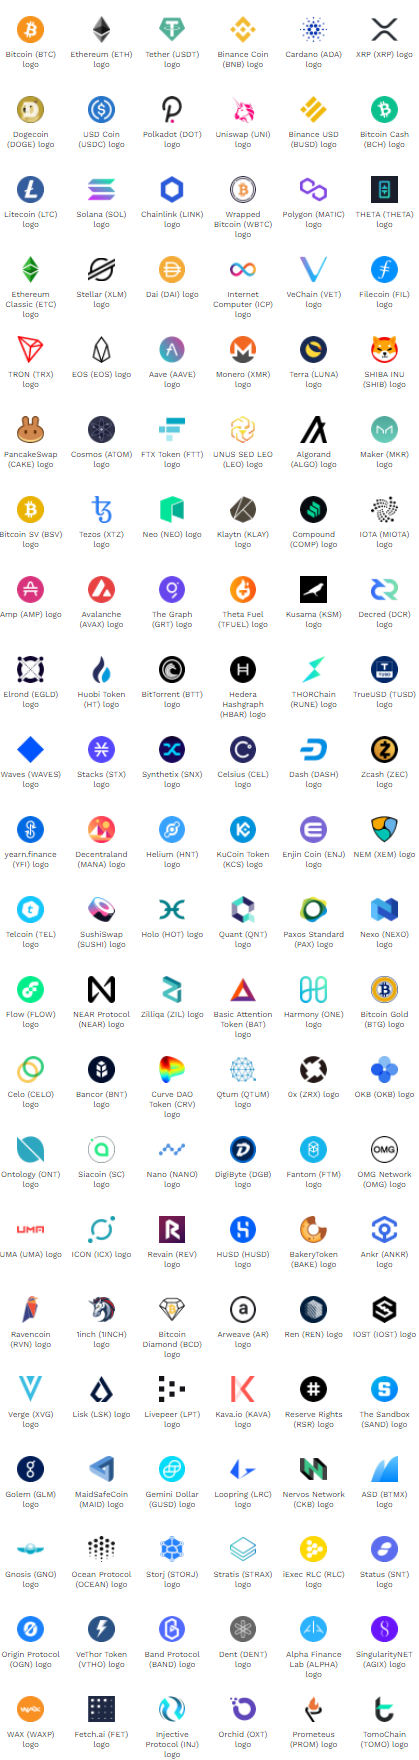 Bitcoin (BTC) logo
Ethereum (ETH) logo
Tether (USDT) logo
Binance Coin (BNB) logo
Cardano (ADA) logo
XRP (XRP) logo
Dogecoin (DOGE) logo
USD Coin (USDC) logo
Polkadot (DOT) logo
Uniswap (UNI) logo
Binance USD (BUSD) logo
Bitcoin Cash (BCH) logo
Litecoin (LTC) logo
Solana (SOL) logo
Chainlink (LINK) logo
Wrapped Bitcoin (WBTC) logo
Polygon (MATIC) logo
THETA (THETA) logo
Ethereum Classic (ETC) logo
Stellar (XLM) logo
Dai (DAI) logo
Internet Computer (ICP) logo
VeChain (VET) logo
Filecoin (FIL) logo
TRON (TRX) logo
EOS (EOS) logo
Aave (AAVE) logo
Monero (XMR) logo
Terra (LUNA) logo
SHIBA INU (SHIB) logo
PancakeSwap (CAKE) logo
Cosmos (ATOM) logo
FTX Token (FTT) logo
UNUS SED LEO (LEO) logo
Algorand (ALGO) logo
Maker (MKR) logo
Bitcoin SV (BSV) logo
Tezos (XTZ) logo
Neo (NEO) logo
Klaytn (KLAY) logo
Compound (COMP) logo
IOTA (MIOTA) logo
Amp (AMP) logo
Avalanche (AVAX) logo
The Graph (GRT) logo
Theta Fuel (TFUEL) logo
Kusama (KSM) logo
Decred (DCR) logo
Elrond (EGLD) logo
Huobi Token (HT) logo
BitTorrent (BTT) logo
Hedera Hashgraph (HBAR) logo
THORChain (RUNE) logo
TrueUSD (TUSD) logo
Waves (WAVES) logo
Stacks (STX) logo
Synthetix (SNX) logo
Celsius (CEL) logo
Dash (DASH) logo
Zcash (ZEC) logo
yearn.finance (YFI) logo
Decentraland (MANA) logo
Helium (HNT) logo
KuCoin Token (KCS) logo
Enjin Coin (ENJ) logo
NEM (XEM) logo
Telcoin (TEL) logo
SushiSwap (SUSHI) logo
Holo (HOT) logo
Quant (QNT) logo
Paxos Standard (PAX) logo
Nexo (NEXO) logo
Flow (FLOW) logo
NEAR Protocol (NEAR) logo
Zilliqa (ZIL) logo
Basic Attention Token (BAT) logo
Harmony (ONE) logo
Bitcoin Gold (BTG) logo
Celo (CELO) logo
Bancor (BNT) logo
Curve DAO Token (CRV) logo
Qtum (QTUM) logo
0x (ZRX) logo
OKB (OKB) logo
Ontology (ONT) logo
Siacoin (SC) logo
Nano (NANO) logo
DigiByte (DGB) logo
Fantom (FTM) logo
OMG
OMG Network (OMG) logo
UMA
UMA (UMA) logo
ICON (ICX) logo
Revain (REV) logo
HUSD (HUSD) logo
BakeryToken (BAKE) logo
Ankr (ANKR) logo
Ravencoin (RVN) logo
1inch (1INCH) logo
Bitcoin Diamond (BCD) logo
Arweave (AR) logo
Ren (REN) logo
IOST (IOST) logo
Verge (XVG) logo
Lisk (LSK) logo
Livepeer (LPT) logo
Kava.io (KAVA) logo
Reserve Rights (RSR) logo
The Sandbox (SAND) logo
Golem (GLM) logo
MaidSafeCoin (MAID) logo
Gemini Dollar (GUSD) logo
Loopring (LRC) logo
Nervos Network (CKB) logo
ASD (BTMX) logo
Gnosis (GNO) logo
Ocean Protocol (OCEAN) logo
Storj (STORJ) logo
Stratis (STRAX) logo
iExec RLC (RLC) logo
Status (SNT) logo
Origin Protocol (OGN) logo
VeThor Token (VTHO) logo
Band Protocol (BAND) logo
Dent (DENT) logo
Alpha Finance Lab (ALPHA) logo
SingularityNET (AGIX) logo
WAX
WAX (WAXP) logo
Fetch.ai (FET) logo
Injective Protocol (INJ) logo
Orchid (OXT) logo
Prometeus (PROM) logo
TomoChain (TOMO) logo